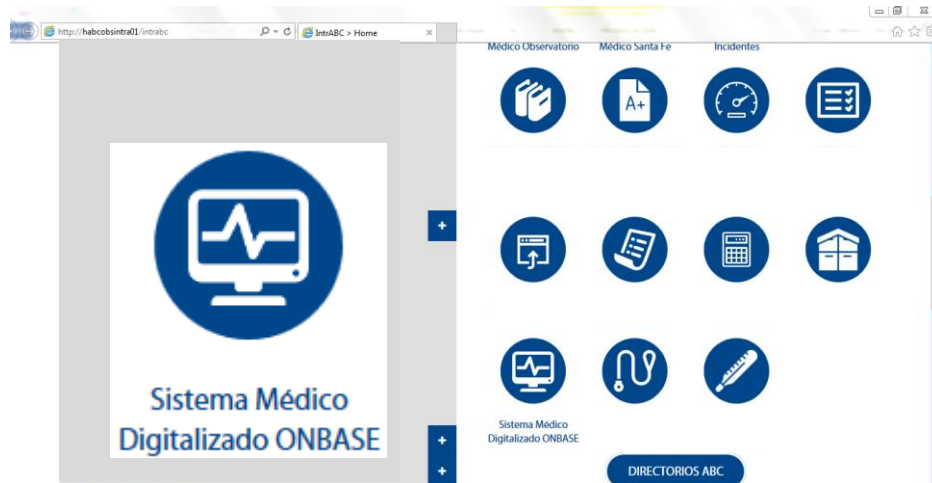 http://habcobsintra01/intrabc
IntrABC > Home
Médico Observatorio
Médico Santa Fe
Incidentes
A+
Sistema Médico
Digitalizado ONBASE
Sistema Médico
Digitalizado ONBASE
DIRECTORIOS ABC